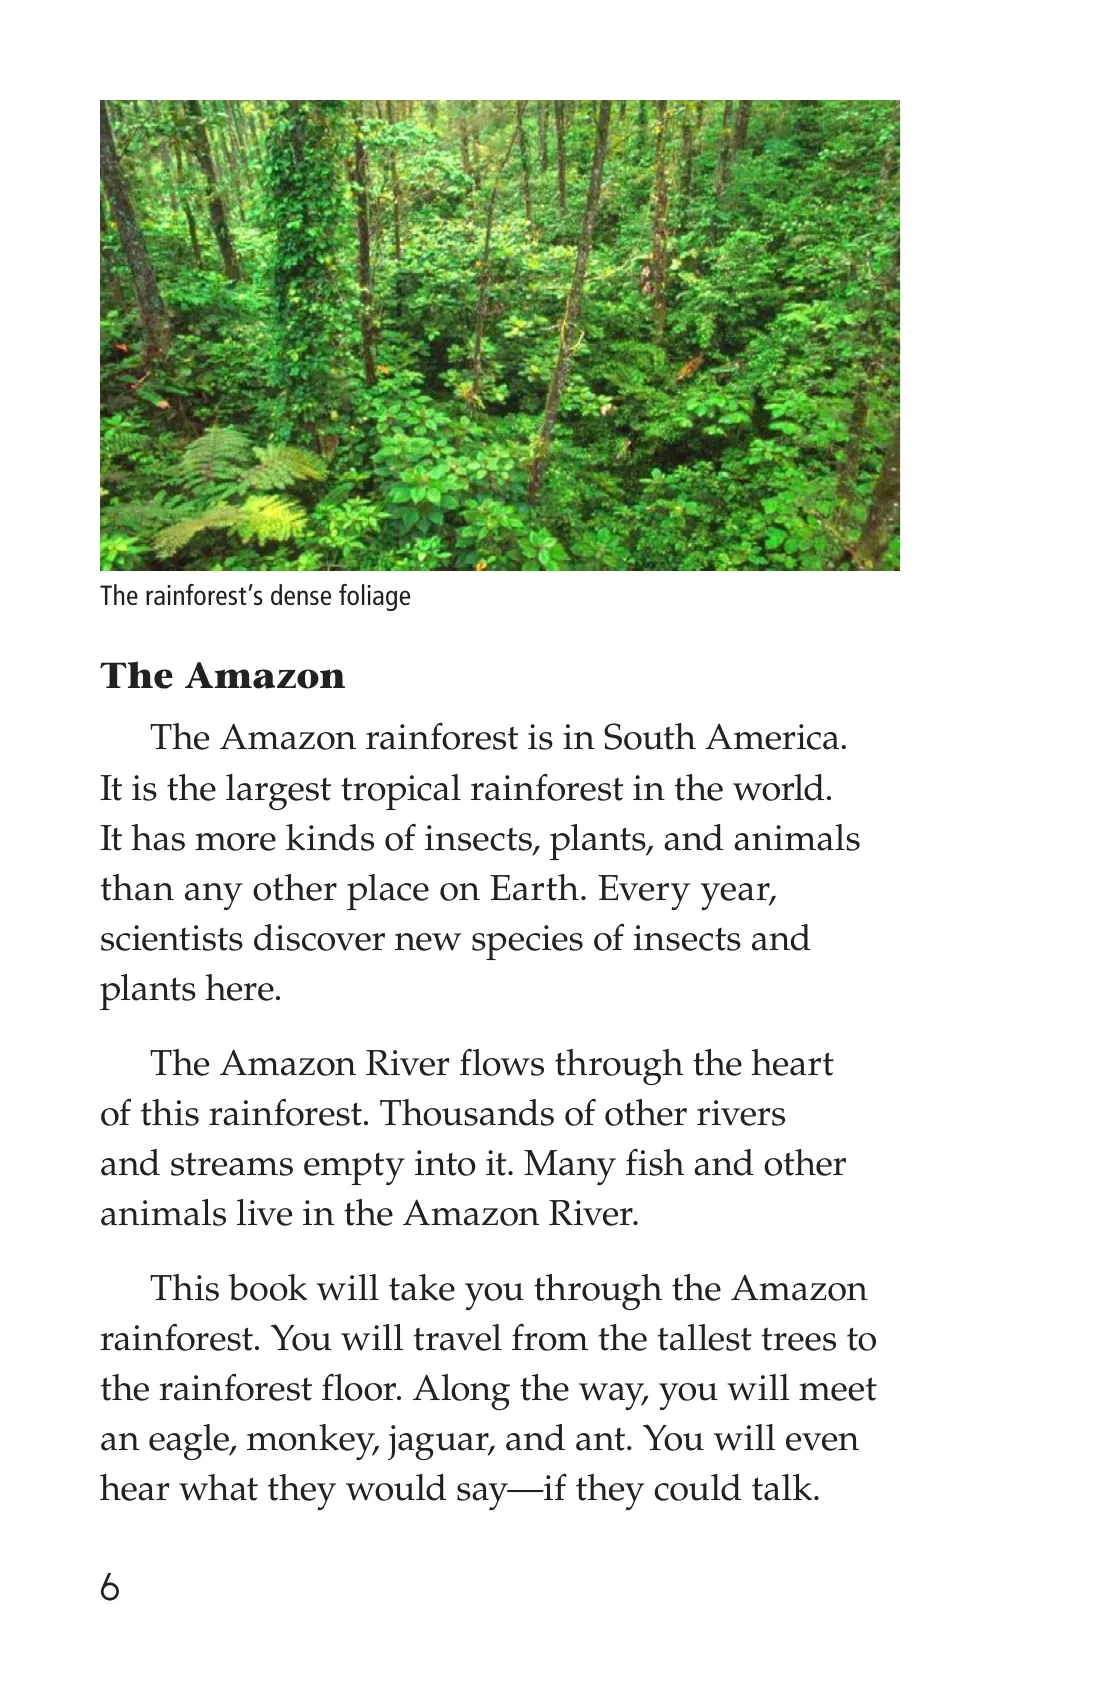 The rainforest’s dense foliage
The Amazon
The Amazon rainforest is in South America.
It is the largest tropical rainforest in the world.
It has more kinds of insects, plants, and animals
than any other place on Earth. Every year,
scientists discover new species of insects and
plants here.
The Amazon River flows through the heart
of this rainforest. Thousands of other rivers
and streams empty into it. Many fish and other
animals live in the Amazon River.
This book will take you through the Amazon
rainforest. You will travel from the tallest trees to
the rainforest floor. Along the way, you will meet
an eagle, monkey, jaguar, and ant. You will even
hear what they would say—if they could talk.
6